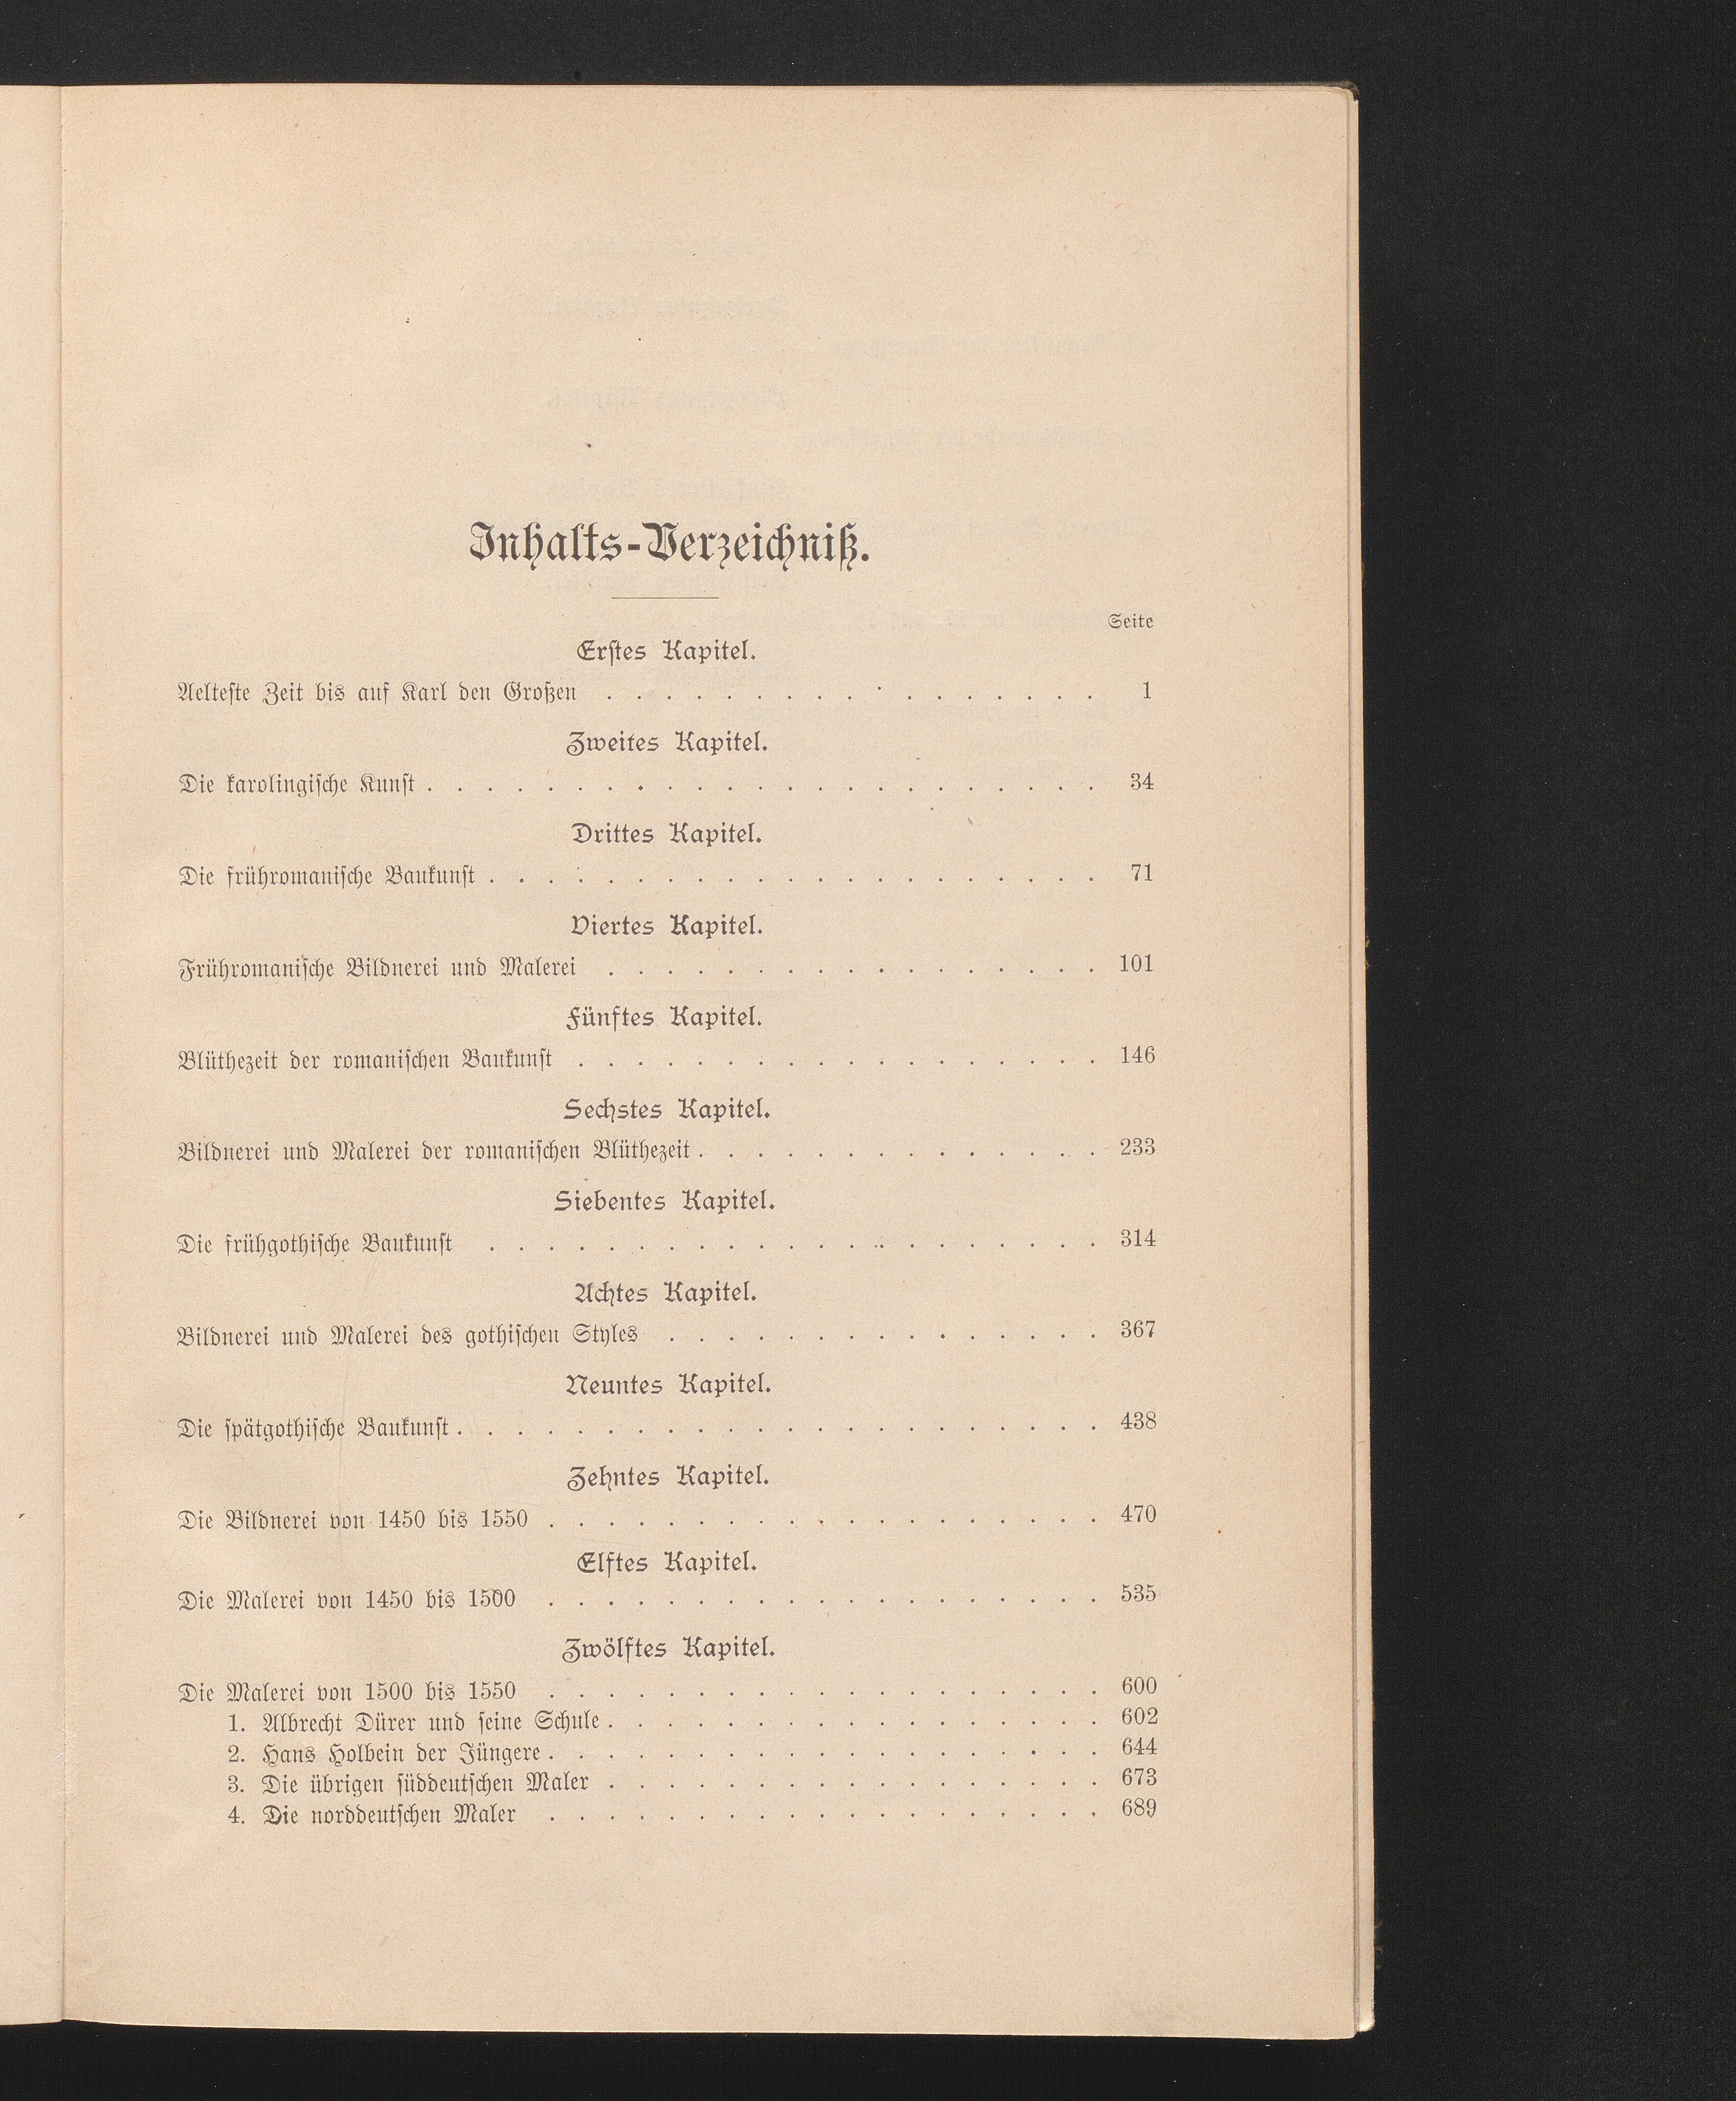 Inhalts-Verzeichniß.
Seite
Erstes Kapitel.
Aelteste Zeit bis auf Karl den Großen . . . . . . . . . . . . . . . . . 1
Zweites Kapitel.
Die karolingische Kunst . . . . . . . . . . . . . . . . . . . . . . . 34
Drittes Kapitel.
Die frühromanische Baukunst . . . . . . . . . . . . . . . . . . . . . 71
Viertes Kapitel.
Frühromanische Bildnerei und Malerei . . . . . . . . . . . . . . . . . 101
Fünftes Kapitel.
Blüthezeit der romanischen Baukunst . . . . . . . . . . . . . . . . . . 146
Sechstes Kapitel.
Bildnerei und Malerei der romanischen Blüthezeit . . . . . . . . . . . . . . 233
Siebentes Kapitel.
Die frühgothische Baukunst . . . . . . . . . . . . . . . . . . . . . 314
Achtes Kapitel.
Bildnerei und Malerei des gothischen Styles . . . . . . . . . . . . . . . 367
Neuntes Kapitel.
Die spätgothische Baukunst . . . . . . . . . . . . . . . . . . . . . . 438
Zehntes Kapitel.
Die Bildnerei von 1450 bis 1550 . . . . . . . . . . . . . . . . . . . 470
Elftes Kapitel.
Die Malerei von 1450 bis 1500 . . . . . . . . . . . . . . . . . . . 535
Zwölftes Kapitel.
Die Malerei von 1500 bis 1550 . . . . . . . . . . . . . . . . . . . 600
1. Albrecht Dürer und seine Schule . . . . . . . . . . . . . . . . . 602
2. Hans Holbein der Jüngere . . . . . . . . . . . . . . . . . . . 644
3. Die übrigen süddeutschen Maler . . . . . . . . . . . . . . . . . 673
4. Die norddeutschen Maler . . . . . . . . . . . . . . . . . . . 689